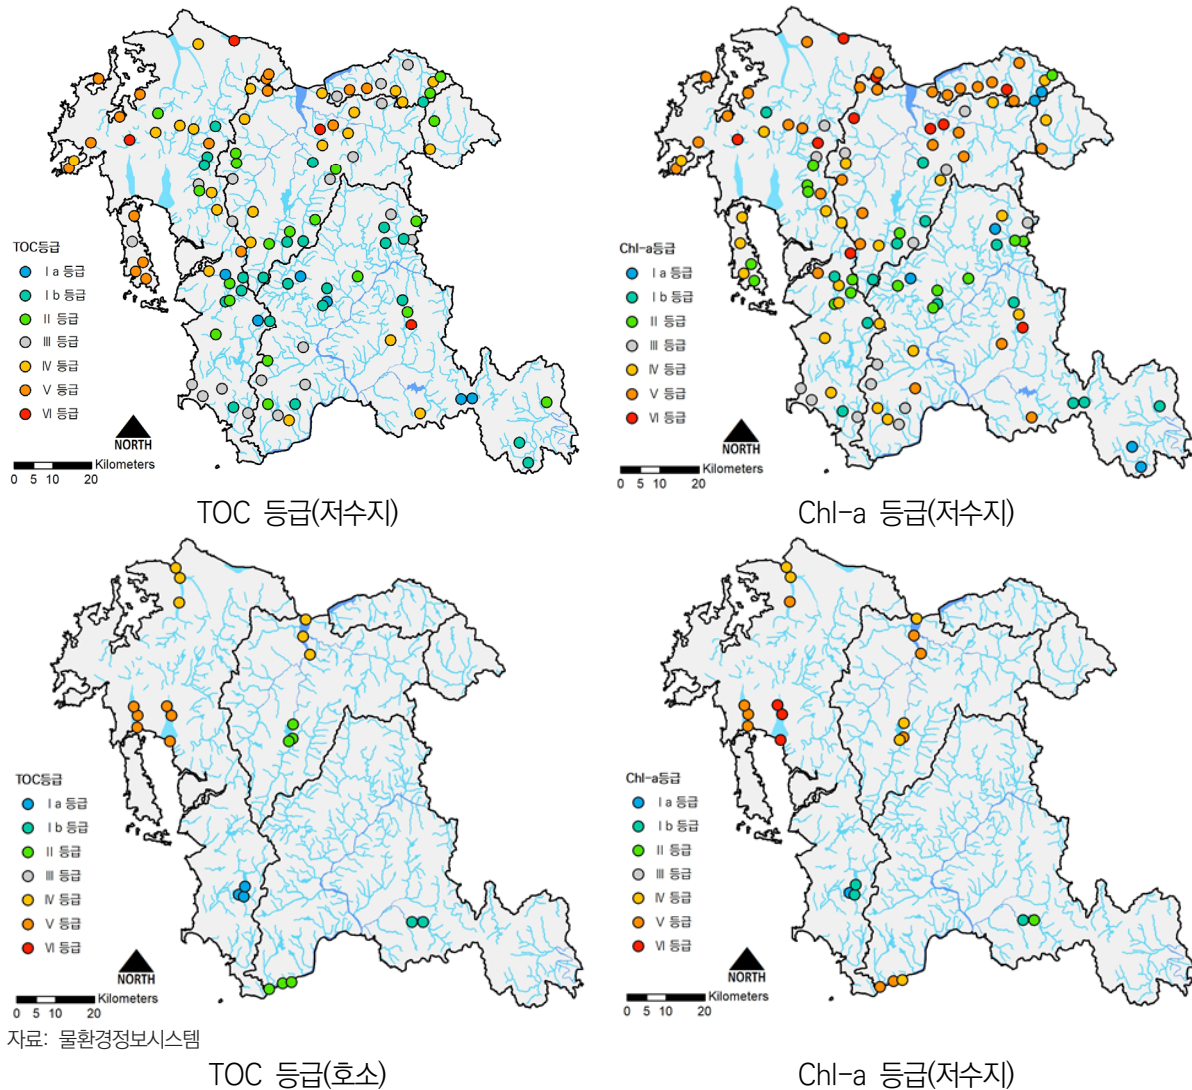 TOC등급
Ⅰa 등급
Ⅰb 등급
Ⅱ 등급
Ⅲ 등급
Ⅳ 등급
Ⅴ 등급
Ⅵ 등급
NORTH
Kilometers
0 5 10 20
TOC 등급(저수지)
Chl-a등급
Ⅰa 등급
Ⅰb 등급
Ⅱ 등급
Ⅲ 등급
Ⅳ 등급
Ⅴ 등급
Ⅵ 등급
NORTH
Kilometers
0 5 10 20
Chl-a 등급(저수지)
TOC등급
Ⅰa 등급
Ⅰb 등급
Ⅱ 등급
Ⅲ 등급
Ⅳ 등급
Ⅴ 등급
Ⅵ 등급
NORTH
Kilometers
0 5 10 20
자료: 물환경정보시스템
TOC 등급(호소)
Chl-a등급
Ⅰa 등급
Ⅰb 등급
Ⅱ 등급
Ⅲ 등급
Ⅳ 등급
Ⅴ 등급
Ⅵ 등급
NORTH
Kilometers
0 5 10 20
Chl-a 등급(저수지)